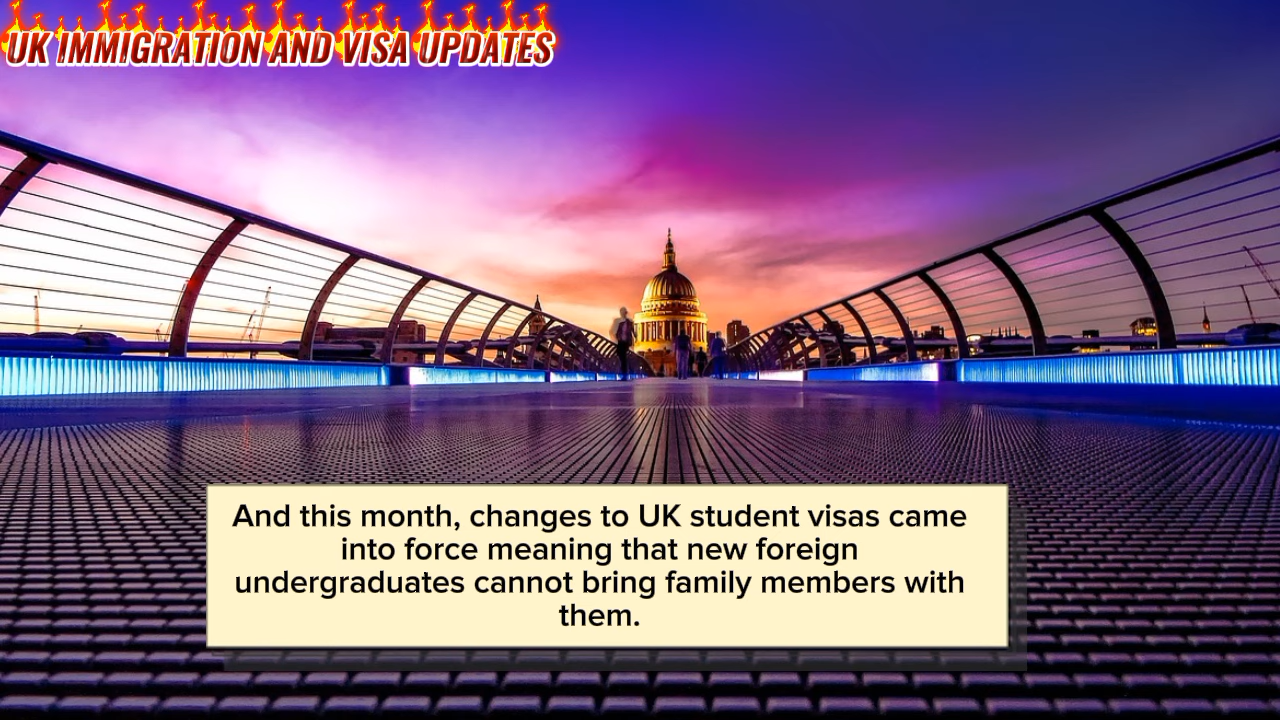 UK IMMIGRATION AND VISA UPDATES
And this month, changes to UK student visas came
into force meaning that new foreign
undergraduates cannot bring family members with
them.